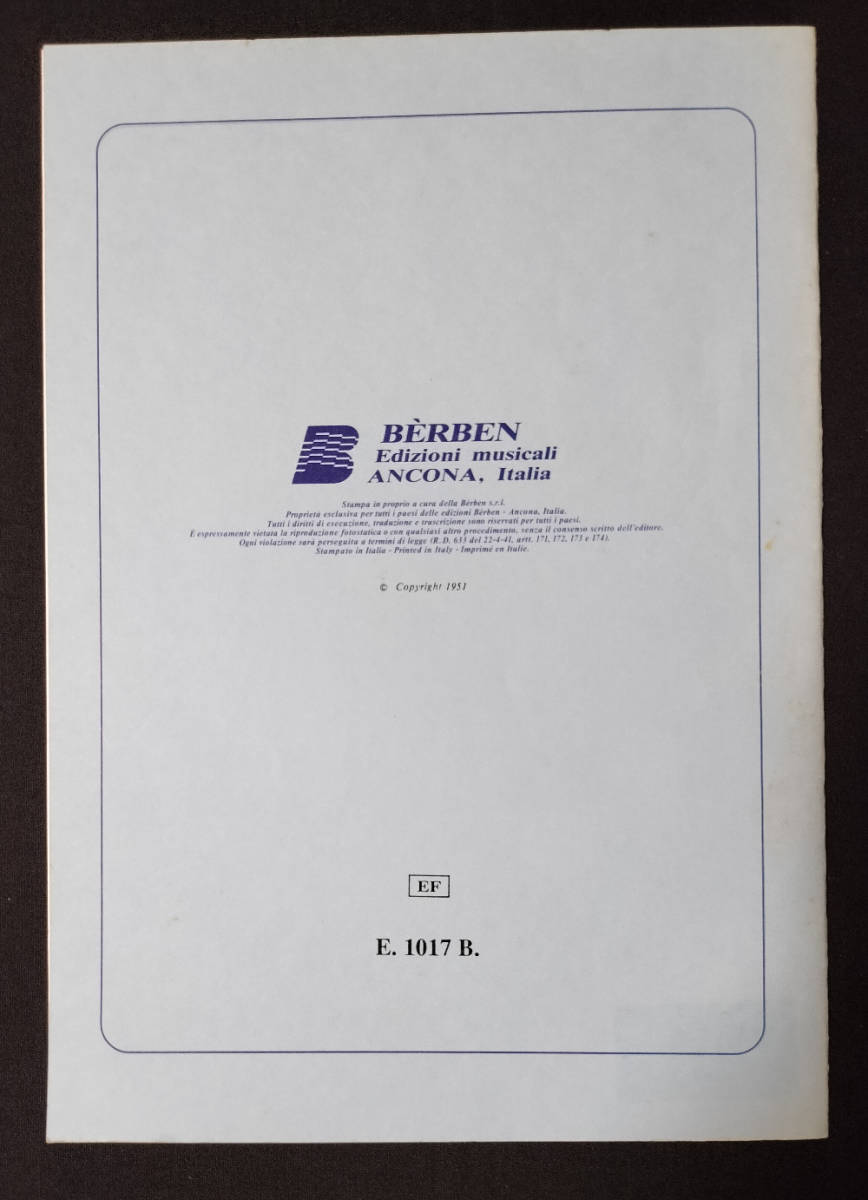 BÈRBEN
Edizioni musicali
ANCONA, Italia
Stampa in proprio a cura della Bèrben s.r.l.
Proprietà esclusiva per tutti i paesi delle edizioni Bèrben - Ancona, Italia.
Tutti i diritti di esecuzione, traduzione e trascrizione sono riservati per tutti i paesi.
È espressamente vietata la riproduzione fotostatica o con qualsiasi altro procedimento, senza il consenso scritto dell'editore.
Ogni violazione sarà perseguita a termini di legge (R.D. 633 del 22-4-41, artt. 171, 172, 173 e 174).
Stampato in Italia - Printed in Italy - Imprimé en Italie.
© Copyright 1951
EF
E. 1017 B.